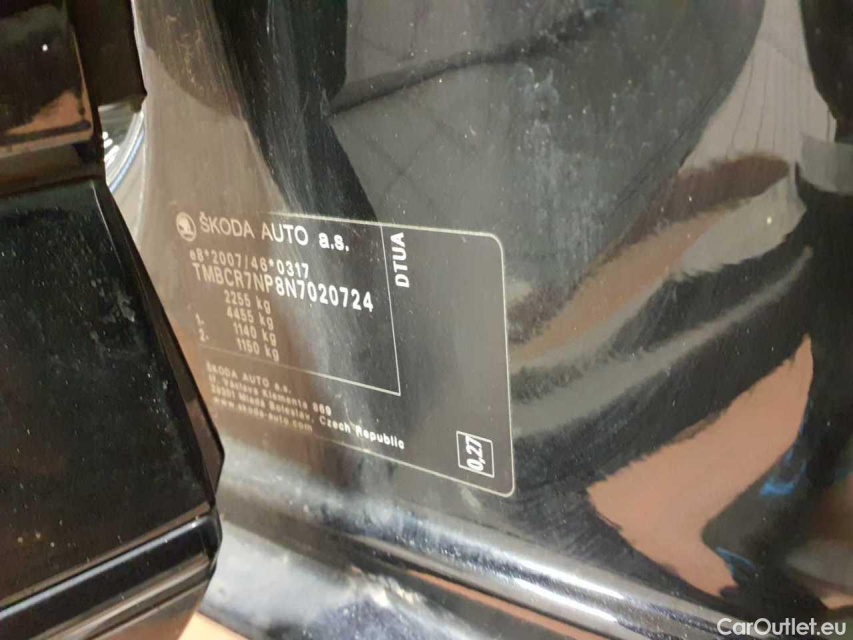 ŠKODA AUTO a.s.
e8*2007/46*0317
TMBCR7NP8N7020724
2255 kg
4455 kg
1- 1140 kg
2- 1150 kg
DTUA
ŠKODA AUTO a.s.
tř. Václava Klementa 869
29301 Mladá Boleslav, Czech Republic
www.skoda-auto.com
0,27
CarOutlet.eu